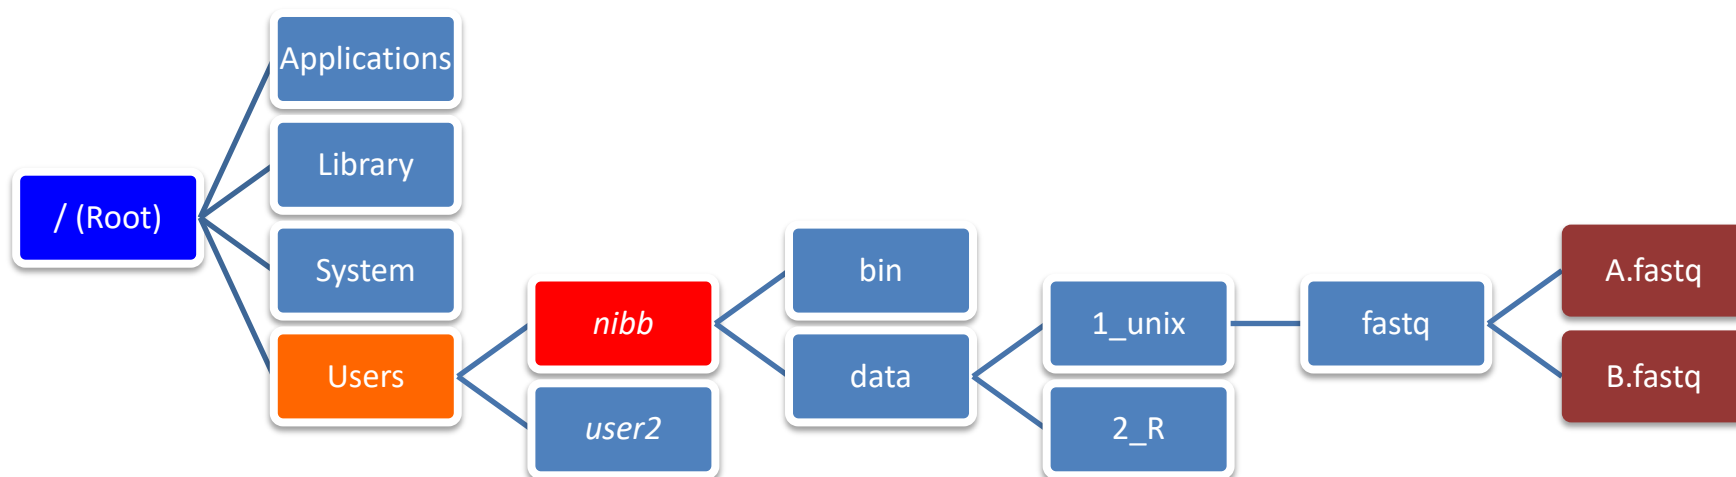 / (Root)
Applications
Library
System
Users
nibb
user2
bin
data
1_unix
2_R
fastq
A.fastq
B.fastq